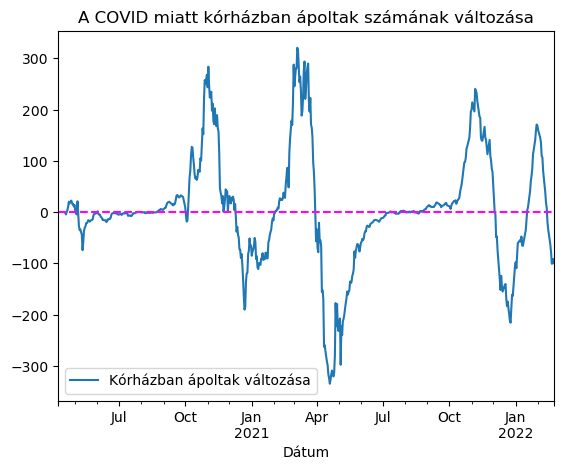 A COVID miatt kórházban ápoltak számának változása
300
200
100
0
−100
−200
−300
Kórházban ápoltak változása
Jul Oct Jan Apr Jul Oct Jan
2021 2022
Dátum